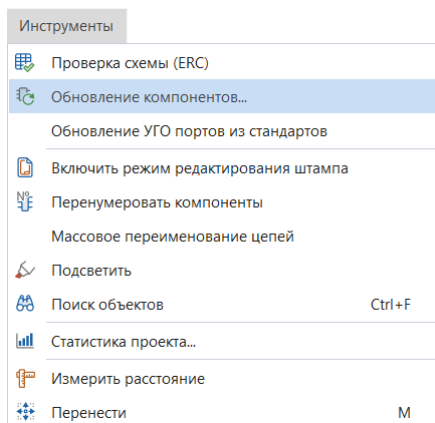 Инструменты
Проверка схемы (ERC)
Обновление компонентов...
Обновление УГО портов из стандартов
Включить режим редактирования штампа
Перенумеровать компоненты
Массовое переименование цепей
Подсветить
Поиск объектов Ctrl+F
Статистика проекта...
Измерить расстояние
Перенести M